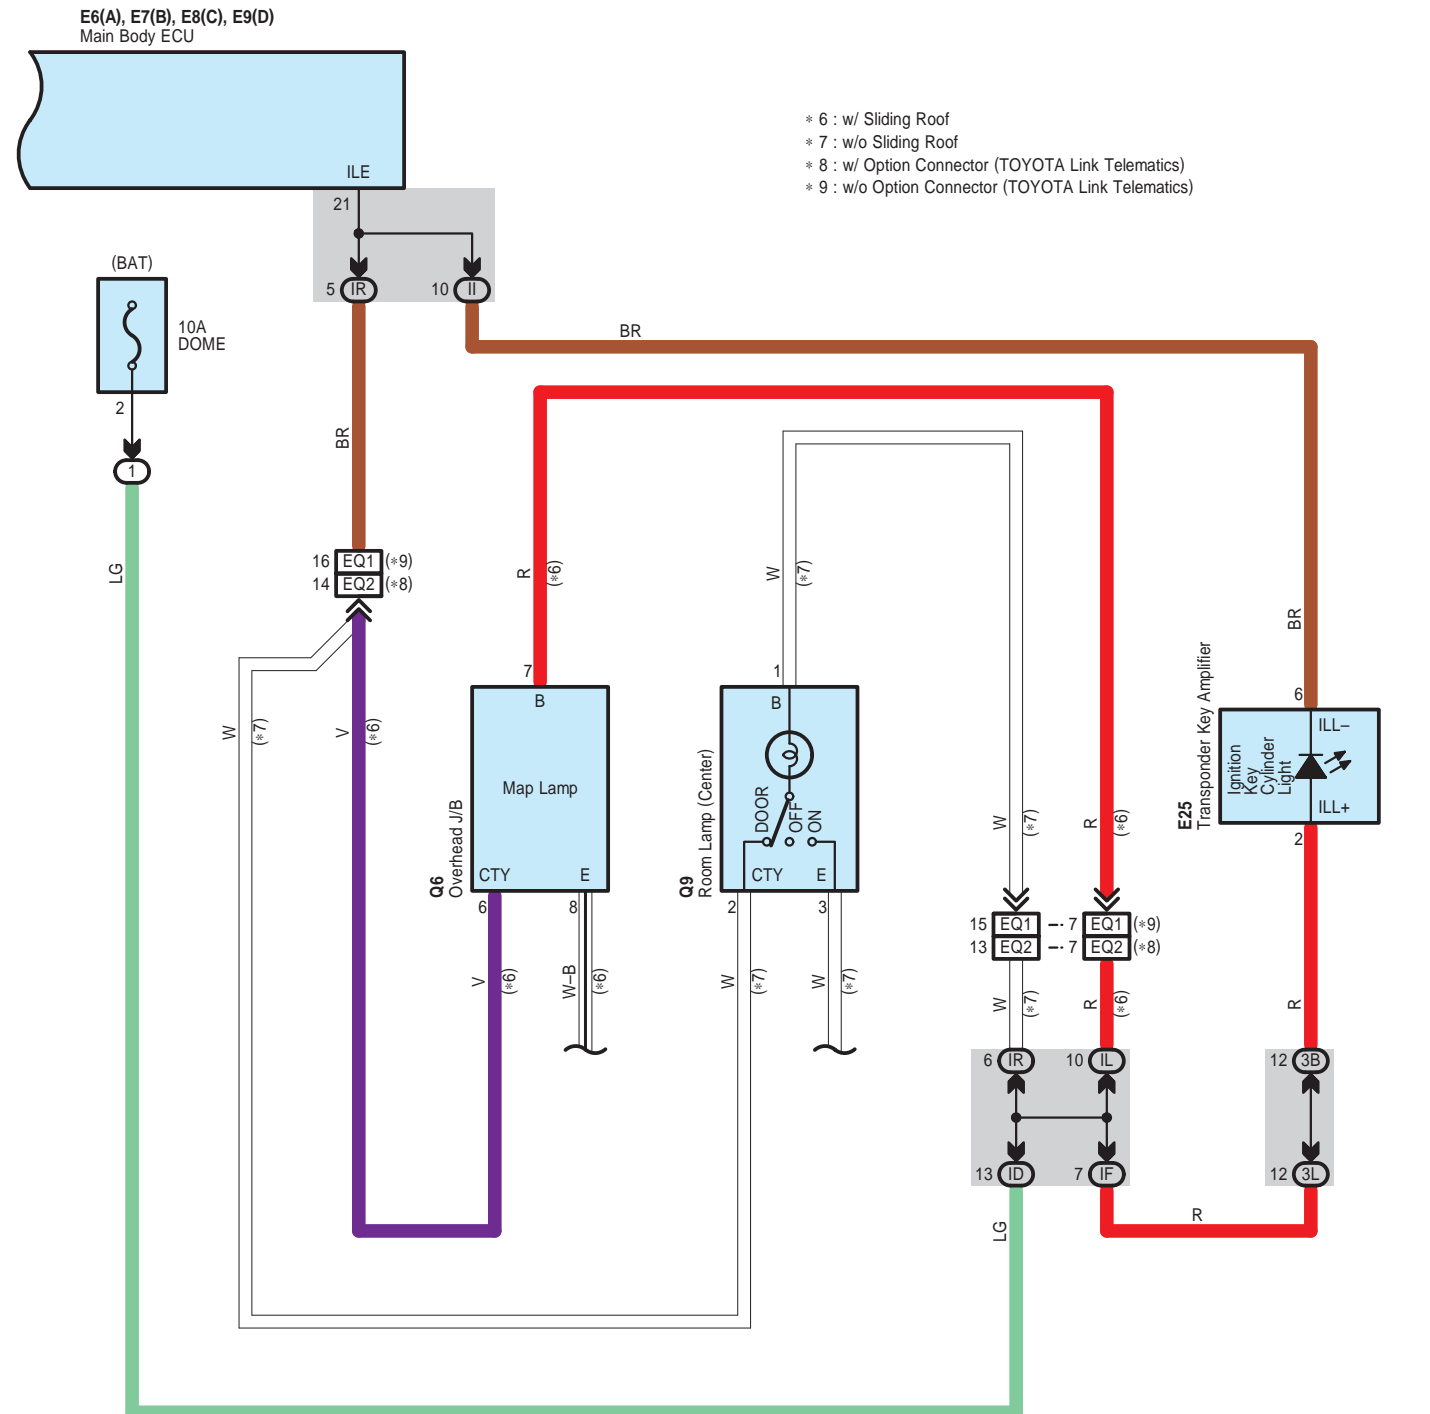 E6(A), E7(B), E8(C), E9(D)
Main Body ECU
ILE
21
5 IR
10 II
(BAT)
10A
DOME
2
1
∗ 6 : w/ Sliding Roof
∗ 7 : w/o Sliding Roof
∗ 8 : w/ Option Connector (TOYOTA Link Telematics)
∗ 9 : w/o Option Connector (TOYOTA Link Telematics)
BR
BR
LG
16 EQ1 (∗9)
14 EQ2 (∗8)
R
(∗6)
W
(∗7)
BR
W
(∗7)
V
(∗6)
7
B
Map Lamp
CTY
E
6
8
Q6
Overhead J/B
1
B
DOOR
OFF
ON
CTY
E
2
3
Q9
Room Lamp (Center)
W
(∗7)
R
(∗6)
6
ILL–
Ignition
Key
Cylinder
Light
ILL+
2
E25
Transponder Key Amplifier
V
(∗6)
W–B
(∗6)
W
(∗7)
W
(∗7)
15 EQ1 7 EQ1 (∗9)
13 EQ2 7 EQ2 (∗8)
W
(∗7)
R
(∗6)
R
6 IR
10 IL
12 3B
13 ID
7 IF
12 3L
LG
R